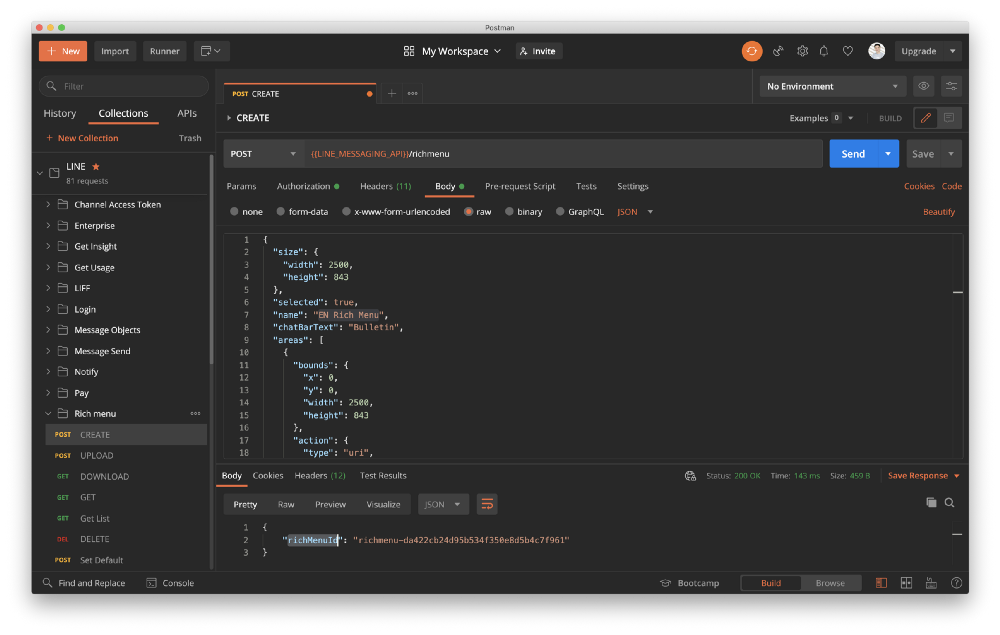 Postman
+ New Import Runner My Workspace Invite Upgrade
Filter
History Collections APIs
+ New Collection Trash
LINE
81 requests
Channel Access Token
Enterprise
Get Insight
Get Usage
LIFF
Login
Message Objects
Message Send
Notify
Pay
Rich menu
POST CREATE
POST UPLOAD
GET DOWNLOAD
GET GET
GET Get List
DEL DELETE
POST Set Default
POST CREATE + No Environment
CREATE Examples 0 BUILD
POST {{LINE_MESSAGING_API}}/richmenu Send Save
Params Authorization Headers (11) Body Pre-request Script Tests Settings Cookies Code
none form-data x-www-form-urlencoded raw binary GraphQL JSON Beautify
1 {
2 "size": {
3 "width": 2500,
4 "height": 843
5 },
6 "selected": true,
7 "name": "EN Rich Menu",
8 "chatBarText": "Bulletin",
9 "areas": [
10 {
11 "bounds": {
12 "x": 0,
13 "y": 0,
14 "width": 2500,
15 "height": 843
16 },
17 "action": {
18 "type": "uri",
Body Cookies Headers (12) Test Results Status: 200 OK Time: 143 ms Size: 459 B Save Response
Pretty Raw Preview Visualize JSON
1 {
2 "richMenuId": "richmenu-da422cb24d95b534f350e8d5b4c7f961"
3 }
Find and Replace Console Bootcamp Build Browse